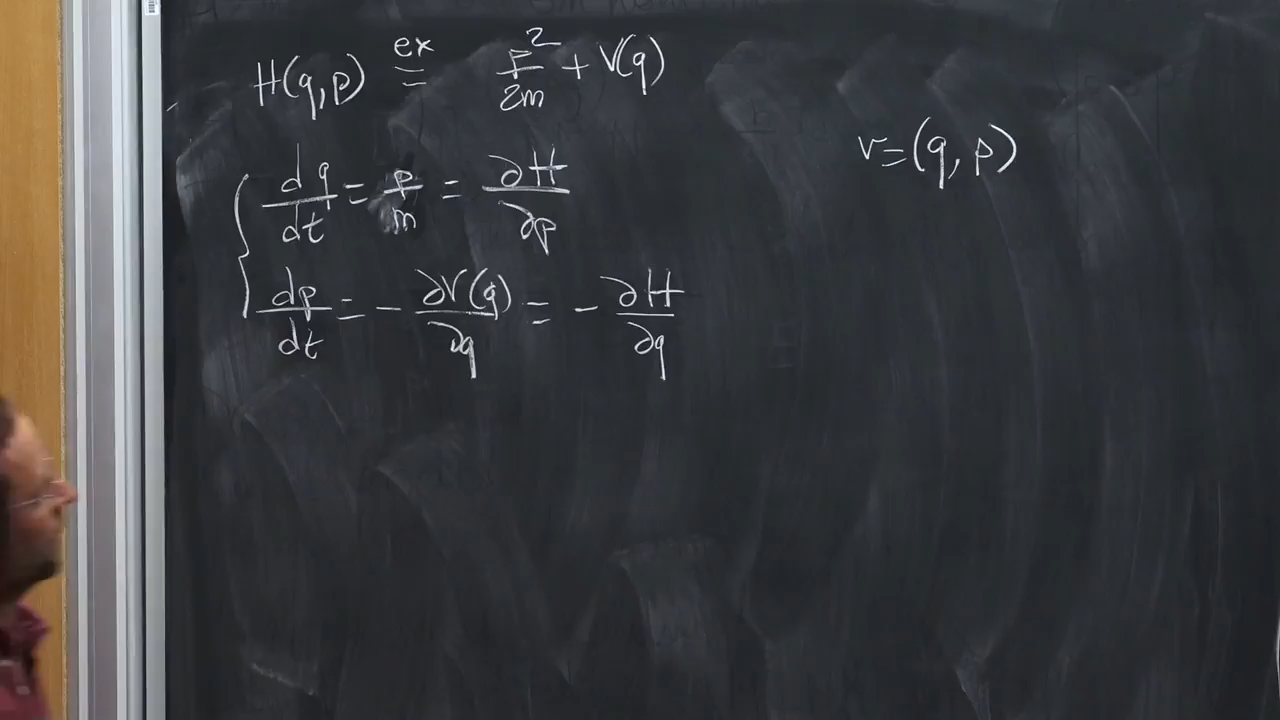 H(q,p) =^{ex} p²/2m + V(q)
dq/dt = p/m = ∂H/∂p
dp/dt = - ∂V(q)/∂q = - ∂H/∂q
v=(q,p)